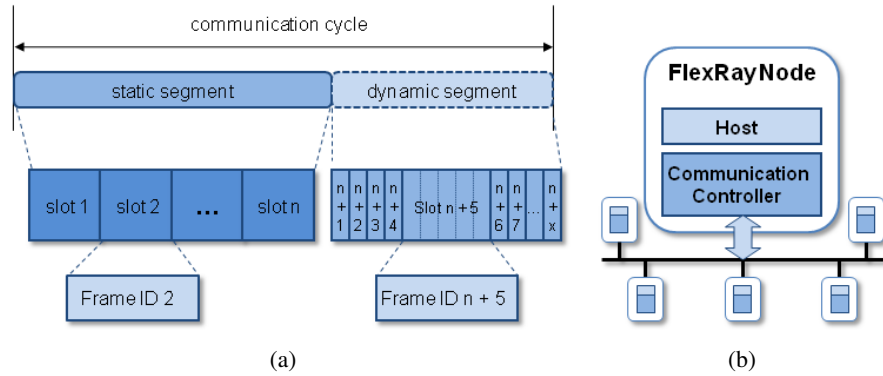 communication cycle
static segment
dynamic segment
slot 1
slot 2
...
slot n
n + 1
n + 2
n + 3
n + 4
Slot n + 5
n + 6
n + 7
...
n + x
Frame ID 2
Frame ID n + 5
(a)
FlexRayNode
Host
Communication
Controller
(b)